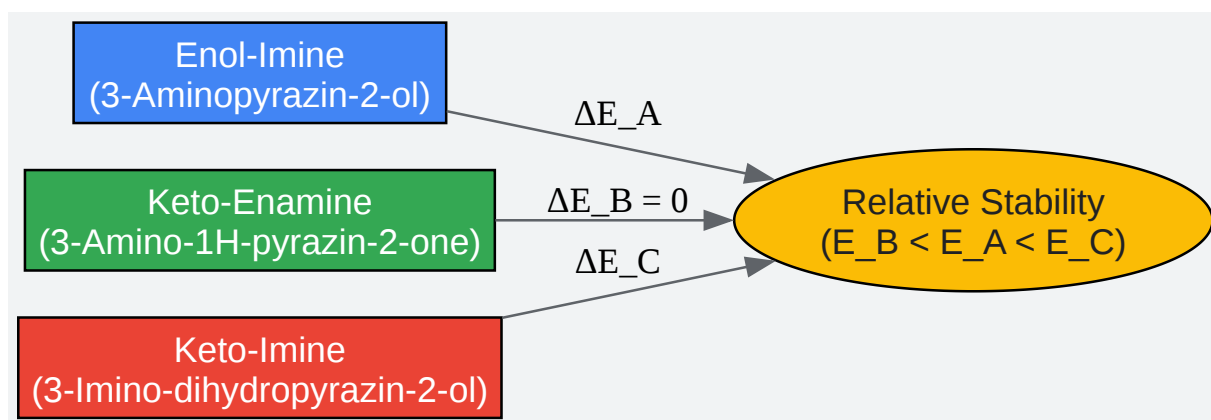 Enol-Imine
(3-Aminopyrazin-2-ol)
ΔE_A
Keto-Enamine
(3-Amino-1H-pyrazin-2-one)
ΔE_B = 0
Relative Stability
(E_B < E_A < E_C)
ΔE_C
Keto-Imine
(3-Imino-dihydropyrazin-2-ol)